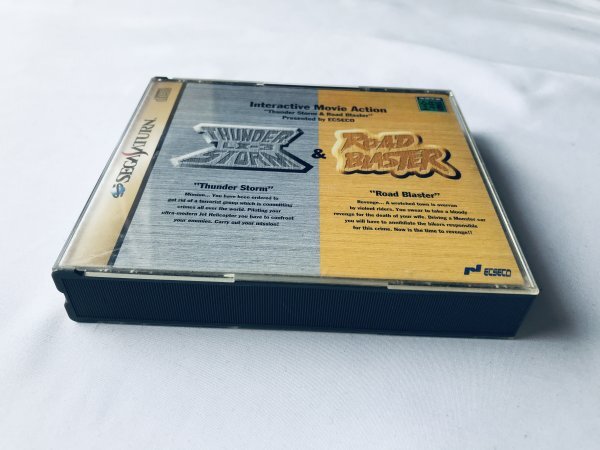 SEGA SATURN
Interactive Movie Action
"Thunder Storm & Road Blaster"
Presented by ECSECO
THUNDER
LX-3
STORM
&
ROAD
BLASTER
"Thunder Storm"
Mission... You have been ordered to
get rid of a terrorist group which is committing
crimes all over the world. Piloting your
ultra-modern Jet Helicopter you have to confront
your enemies. Carry out your mission!
"Road Blaster"
Revenge... A wretched town is overrun
by violent riders. You swear to take a bloody
revenge for the death of your wife. Driving a Monster car
you will have to annihilate the bikers responsible
for this crime. Now is the time to revenge!!
ECSECO